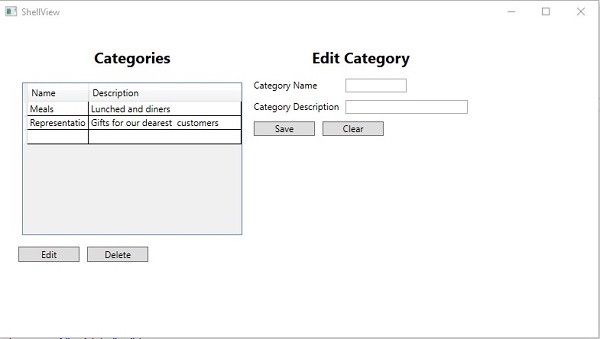 ShellView
Categories
Name Description
Meals Lunched and diners
Representatio Gifts for our dearest customers
Edit Delete
Edit Category
Category Name
Category Description
Save Clear